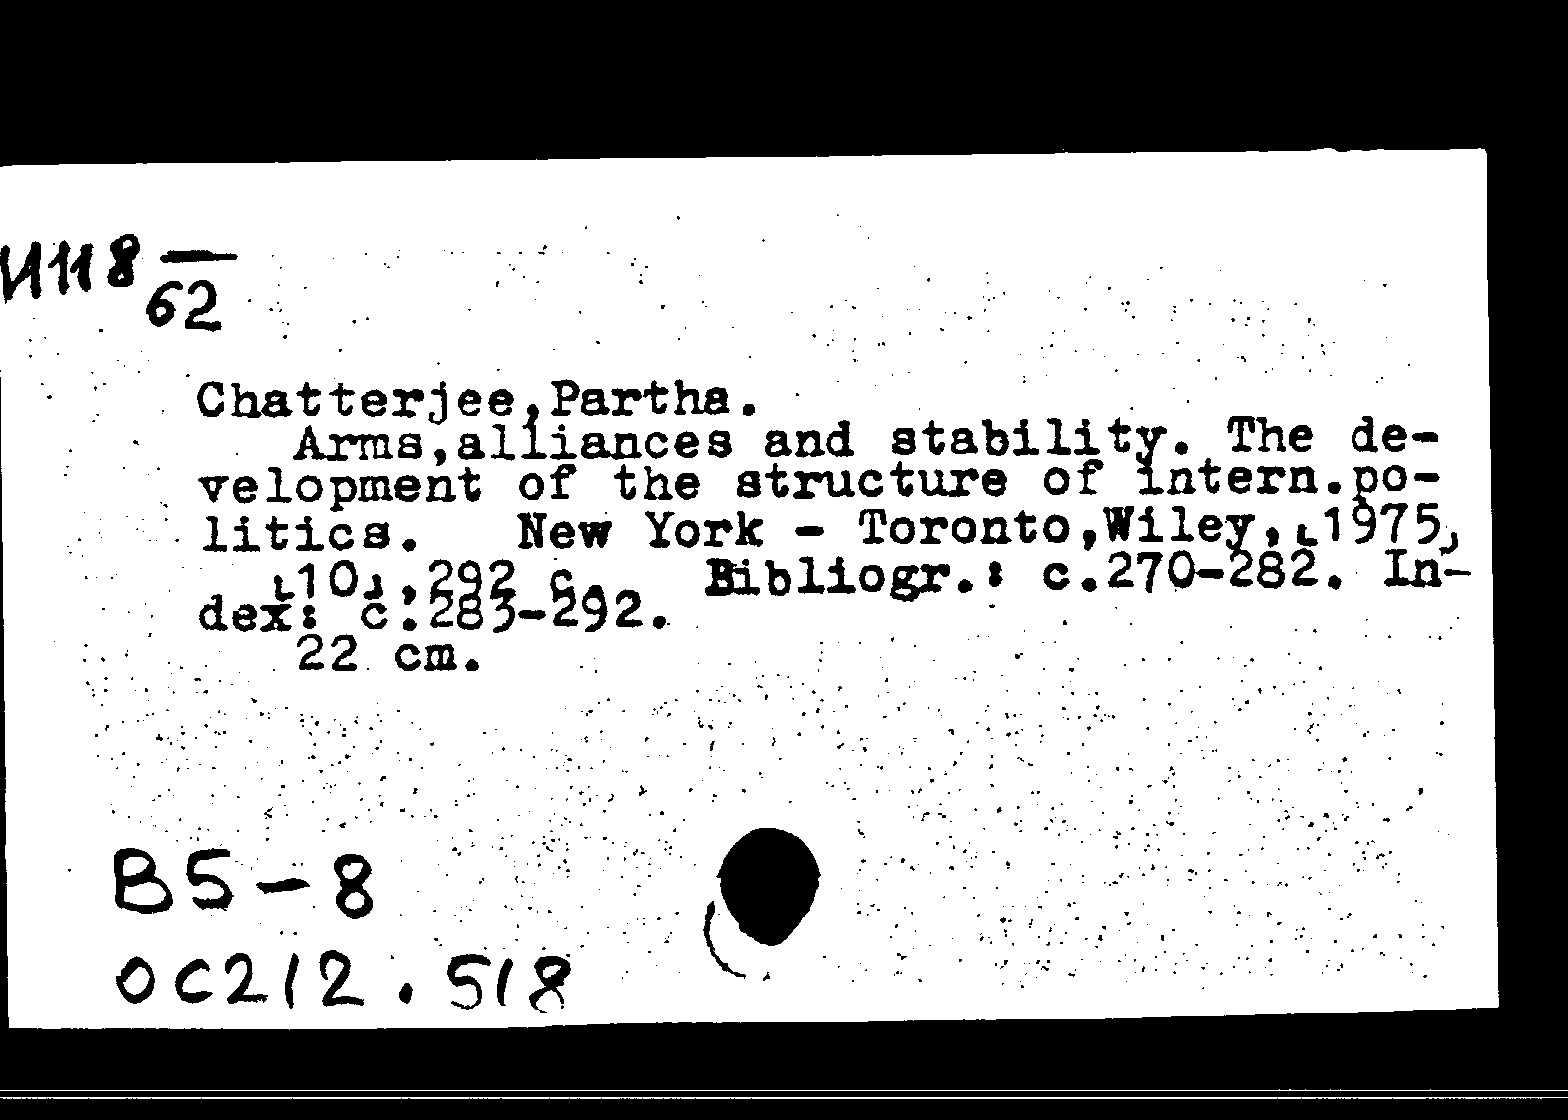 И118 —
62
Chatterjee,Partha.
Arms,alliances and stability. The de-
velopment of the structure of intern.po-
litics. New York - Toronto,Wiley,[1975]
[10],292 c. Bibliogr.: c.270-282. In-
dex: c.283-292.
22 cm.
B5-8
OC212.518